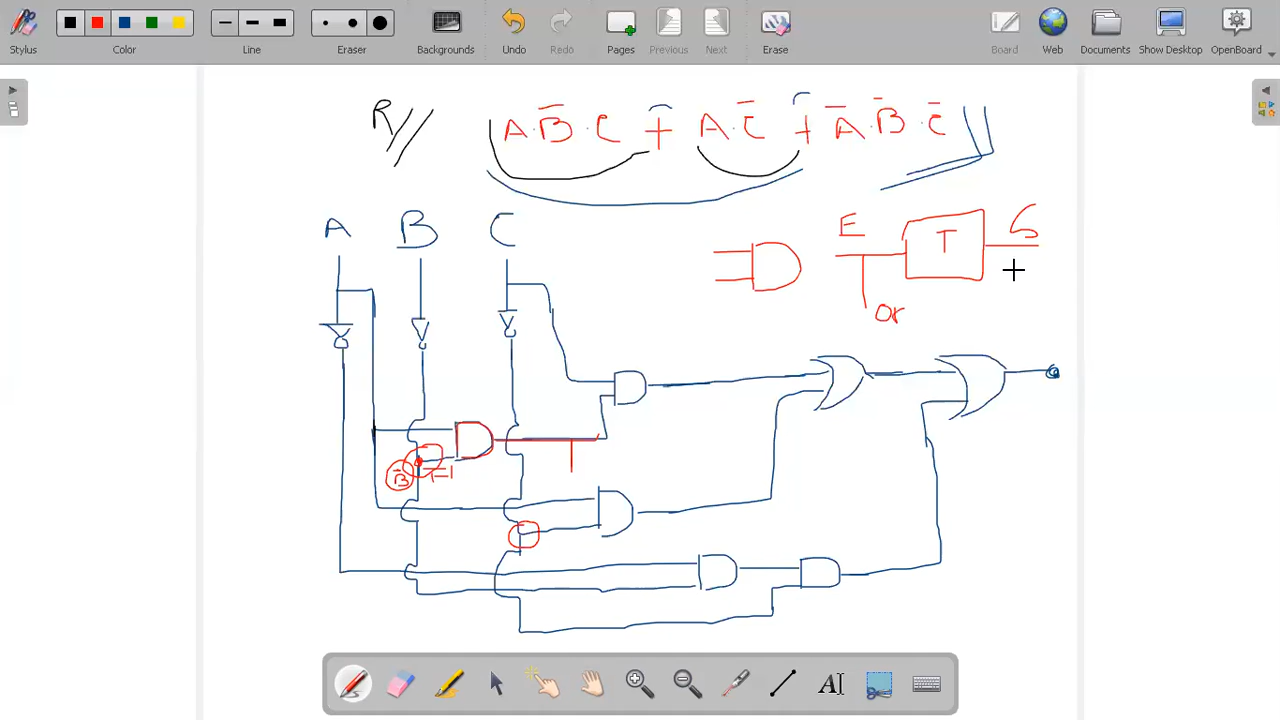 Stylus Color Line Eraser Backgrounds Undo Redo Pages Previous Next Erase Board Web Documents Show Desktop OpenBoard
R// A·B̅·C + A·C̅ + A̅·B̅·C̅
A B C
E T S
or
B̅